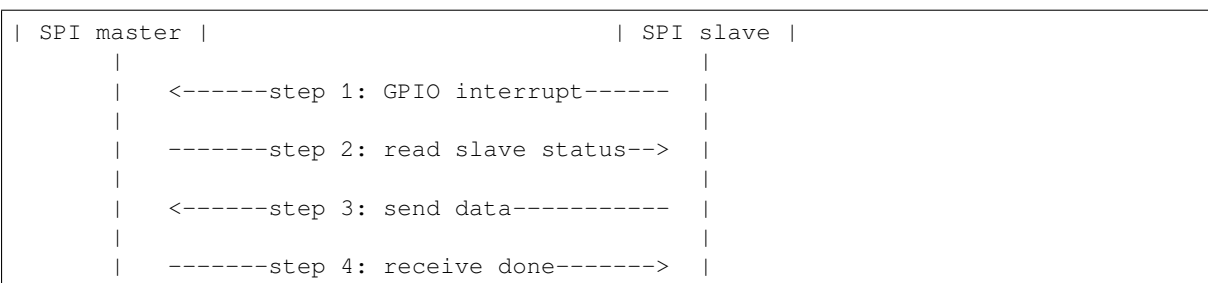 | SPI master |                               | SPI slave |
       |                                            |
       |   <------step 1: GPIO interrupt------  |
       |                                            |
       |   -------step 2: read slave status-->  |
       |                                            |
       |   <------step 3: send data-----------  |
       |                                            |
       |   -------step 4: receive done------->  |